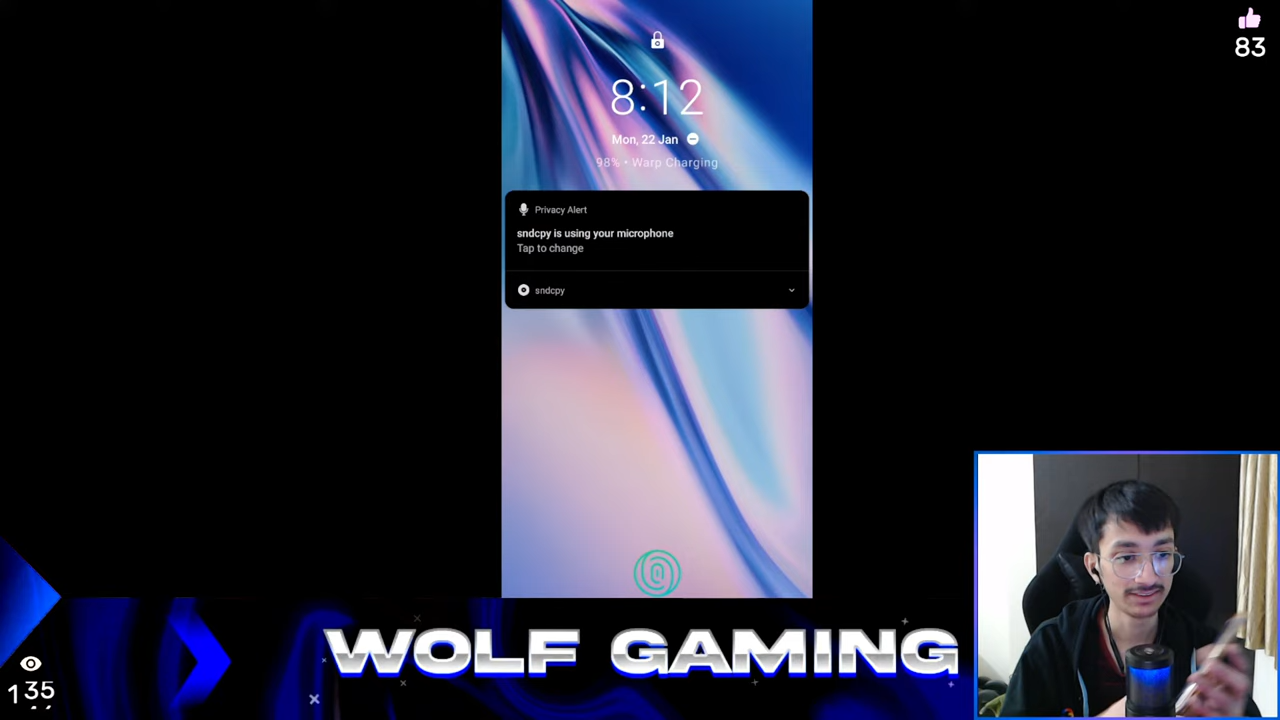 83
8:12
Mon, 22 Jan
98% • Warp Charging
Privacy Alert
sndcpy is using your microphone
Tap to change
sndcpy
WOLF GAMING
135